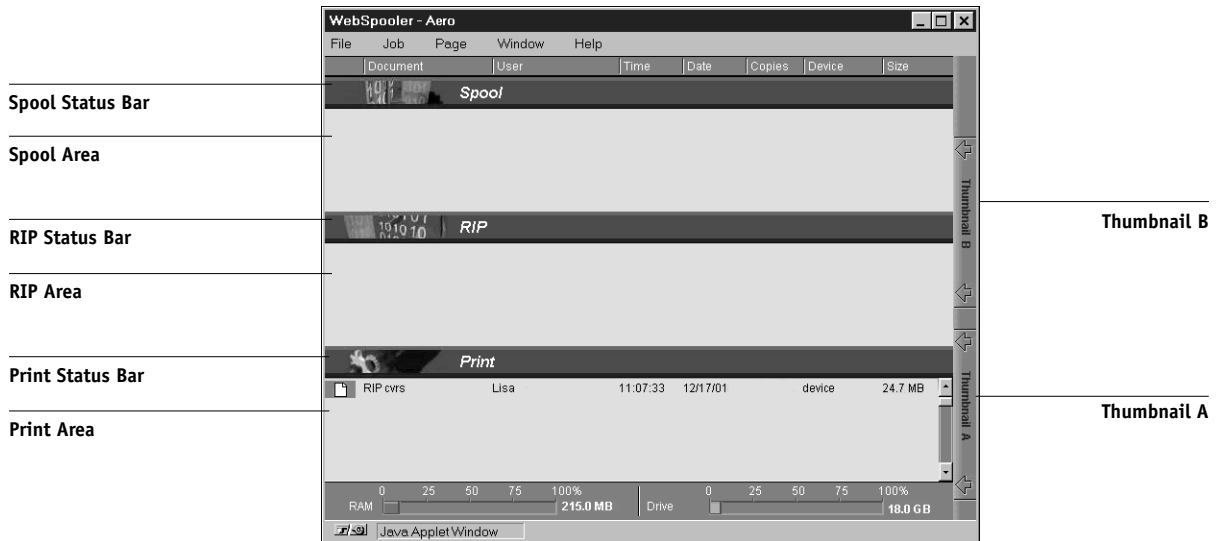 WebSpooler - Aero
File Job Page Window Help
Document User Time Date Copies Device Size
Spool Status Bar
Spool
Spool Area
Thumbnail B
Thumbnail B
RIP Status Bar
RIP
RIP Area
Print Status Bar
Print
RIP cvrs Lisa 11:07:33 12/17/01 device 24.7 MB
Thumbnail A
Thumbnail A
Print Area
0 25 50 75 100% 0 25 50 75 100%
RAM 215.0 MB Drive 18.0 GB
Java Applet Window